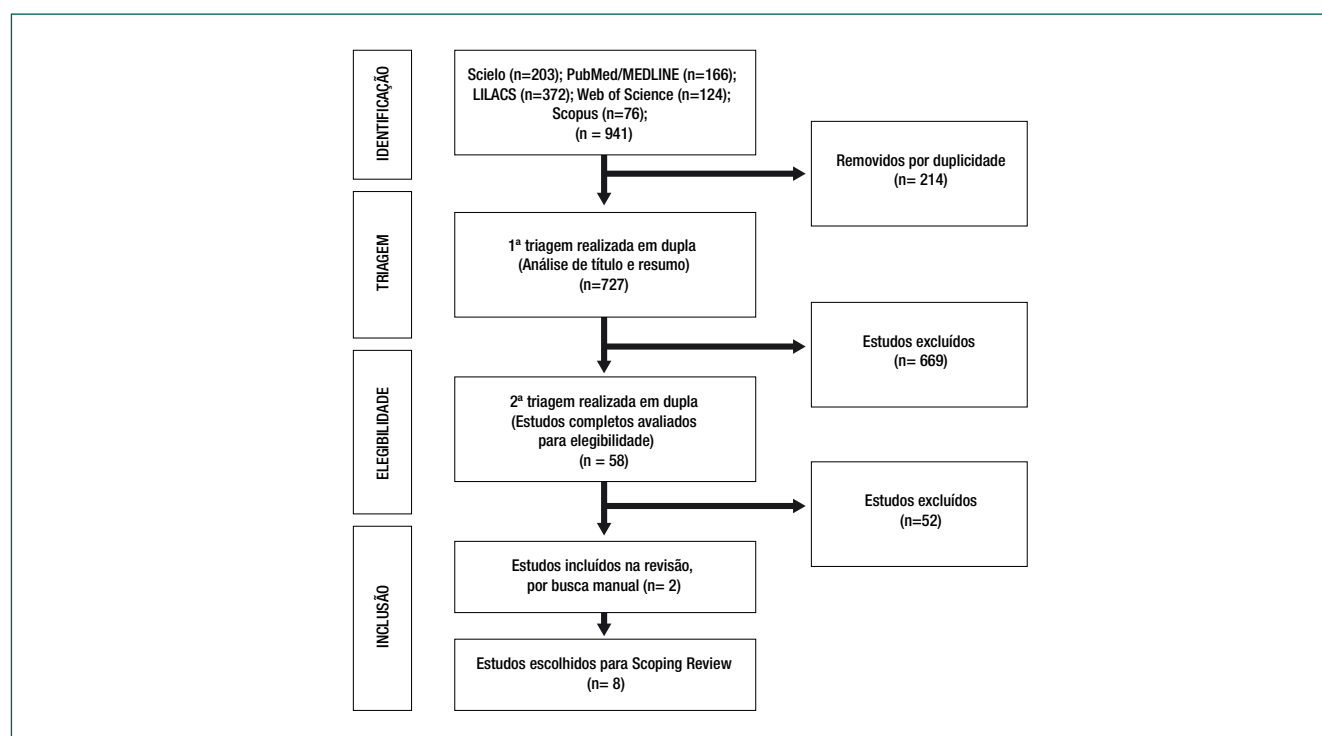 IDENTIFICAÇÃO
Scielo (n=203); PubMed/MEDLINE (n=166);
LILACS (n=372); Web of Science (n=124);
Scopus (n=76);
(n = 941)
Removidos por duplicidade
(n= 214)
TRIAGEM
1ª triagem realizada em dupla
(Análise de título e resumo)
(n=727)
Estudos excluídos
(n= 669)
ELEGIBILIDADE
2ª triagem realizada em dupla
(Estudos completos avaliados
para elegibilidade)
(n = 58)
Estudos excluídos
(n=52)
INCLUSÃO
Estudos incluídos na revisão,
por busca manual (n= 2)
Estudos escolhidos para Scoping Review
(n= 8)